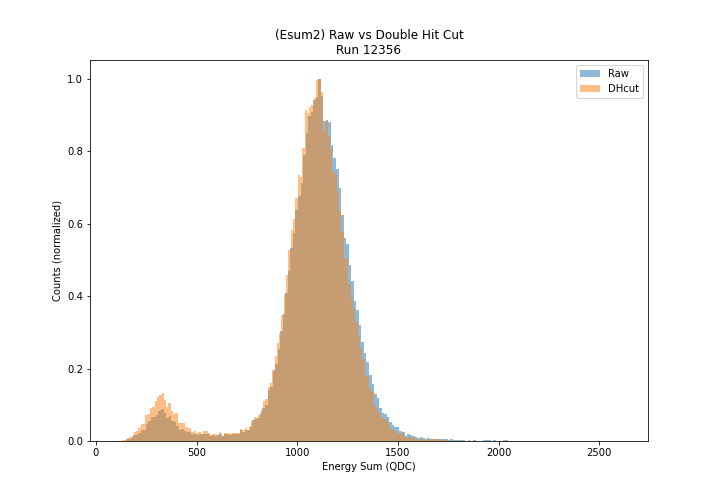 (Esum2) Raw vs Double Hit Cut
Run 12356
Raw
DHcut
1.0
0.8
0.6
0.4
0.2
0.0
Counts (normalized)
0
500
1000
1500
2000
2500
Energy Sum (QDC)